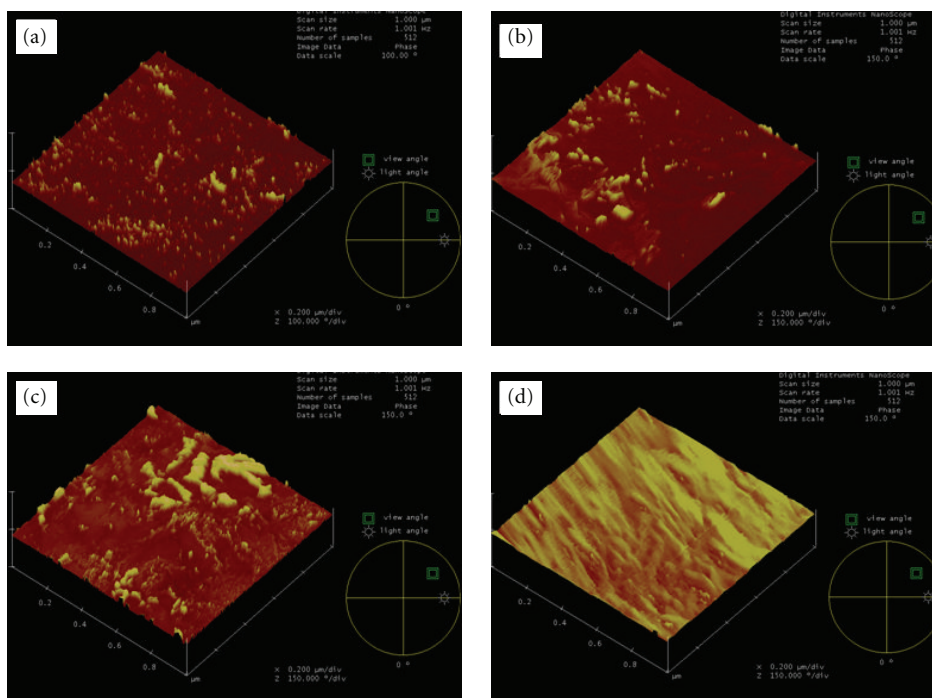 (a)
Digital Instruments NanoScope
Scan size 1.000 µm
Scan rate 1.001 Hz
Number of samples 512
Image Data Phase
Data scale 100.00 °
view angle
light angle
0.2
0.4
0.6
0.8
µm
X 0.200 µm/div
Z 100.000 °/div
0 °
(b)
Digital Instruments NanoScope
Scan size 1.000 µm
Scan rate 1.001 Hz
Number of samples 512
Image Data Phase
Data scale 150.0 °
view angle
light angle
0.2
0.4
0.6
0.8
µm
X 0.200 µm/div
Z 150.000 °/div
0 °
(c)
Scan size 1.000 µm
Scan rate 1.001 Hz
Number of samples 512
Image Data Phase
Data scale 150.0 °
view angle
light angle
0.2
0.4
0.6
0.8
µm
X 0.200 µm/div
Z 150.000 °/div
0 °
(d)
Digital Instruments NanoScope
Scan size 1.000 µm
Scan rate 1.001 Hz
Number of samples 512
Image Data Phase
Data scale 150.0 °
view angle
light angle
0.2
0.4
0.6
0.8
µm
X 0.200 µm/div
Z 150.000 °/div
0 °